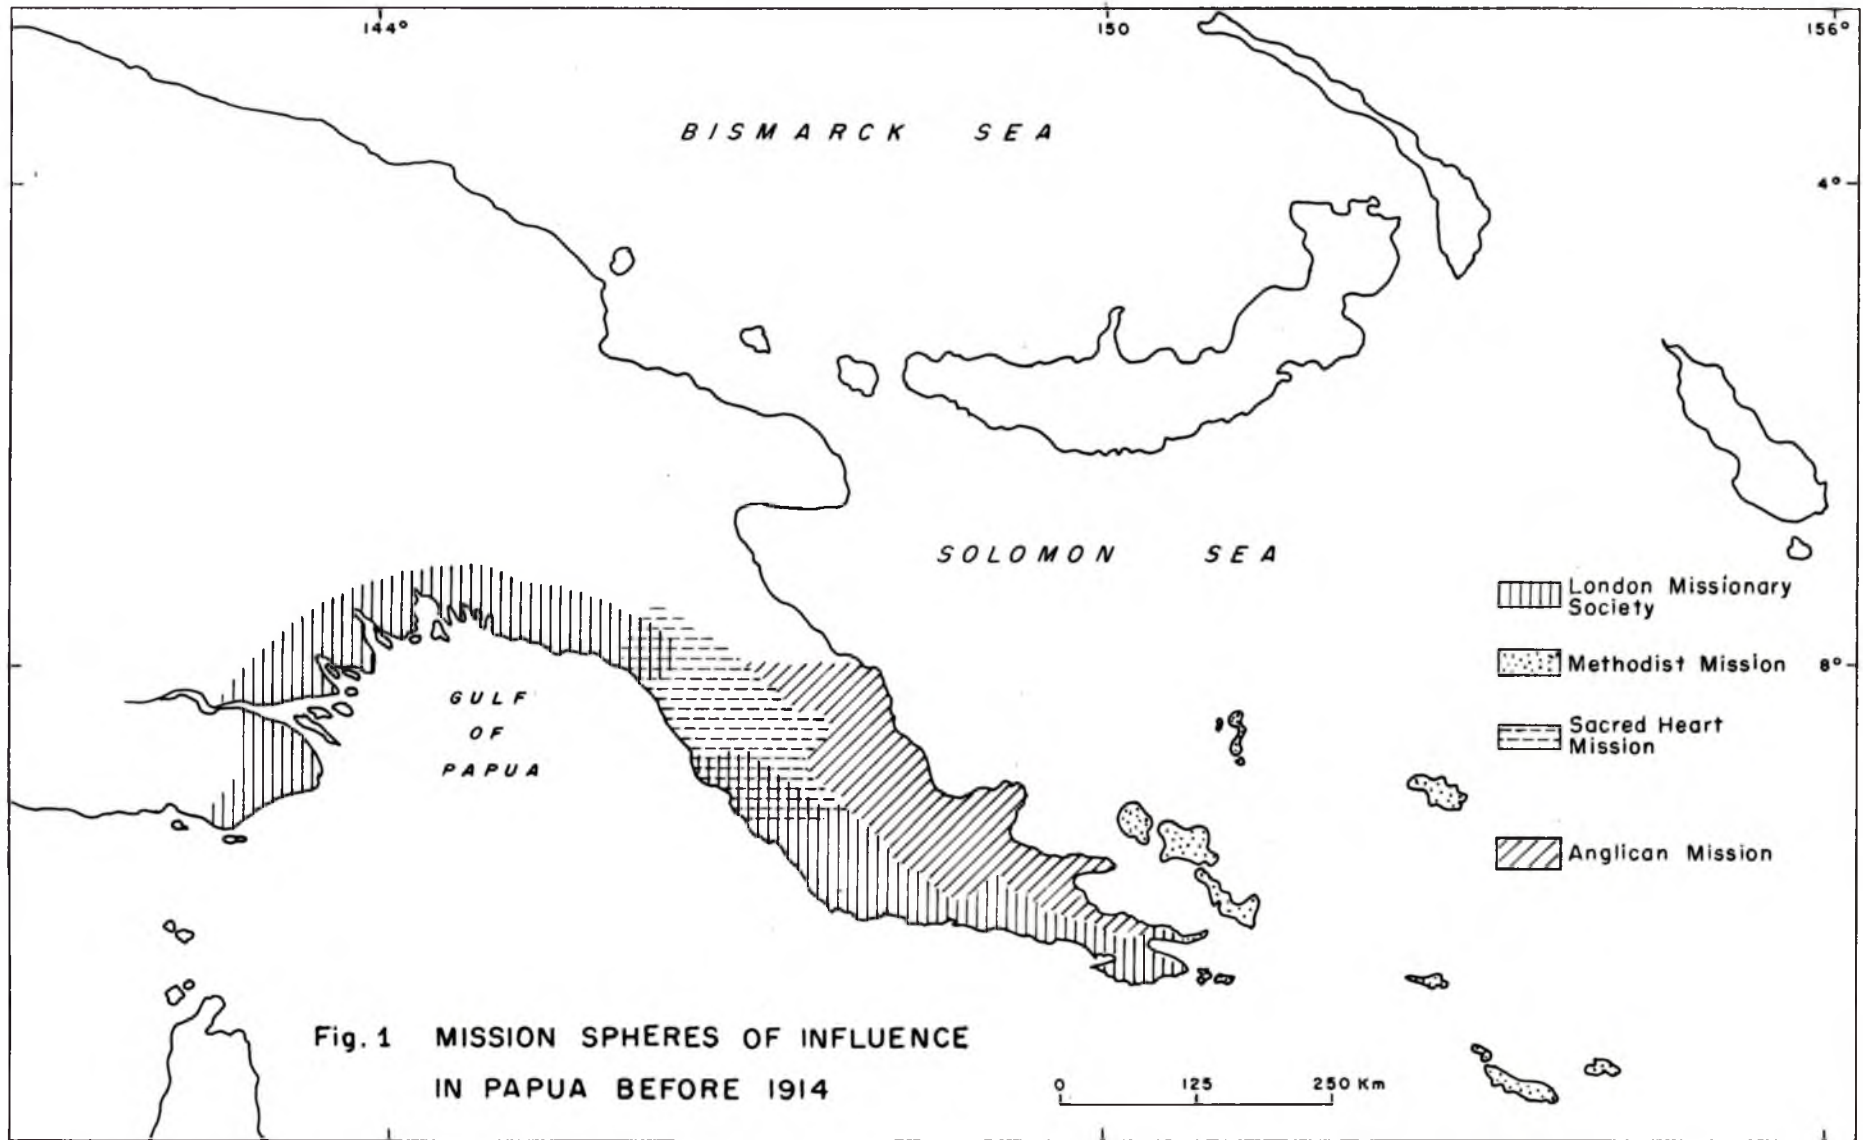 144°
150
156°
BISMARCK SEA
4°
SOLOMON SEA
London Missionary
Society
Methodist Mission
8°
GULF
OF
PAPUA
Sacred Heart
Mission
Anglican Mission
Fig. 1 MISSION SPHERES OF INFLUENCE
IN PAPUA BEFORE 1914
0 125 250 Km